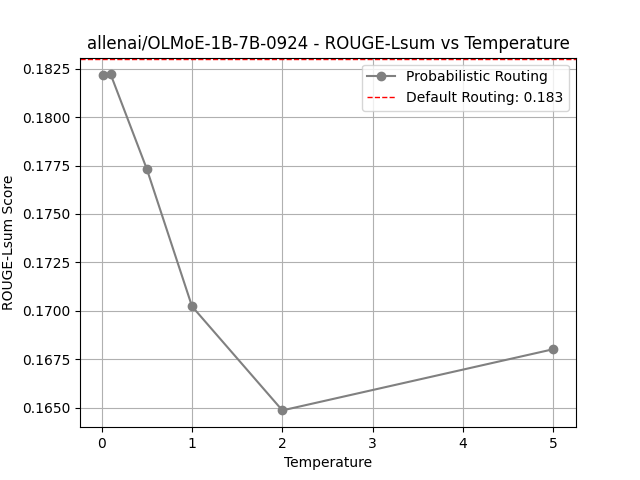 allenai/OLMoE-1B-7B-0924 - ROUGE-Lsum vs Temperature
Probabilistic Routing
Default Routing: 0.183
ROUGE-Lsum Score
0.1825
0.1800
0.1775
0.1750
0.1725
0.1700
0.1675
0.1650
0 1 2 3 4 5
Temperature